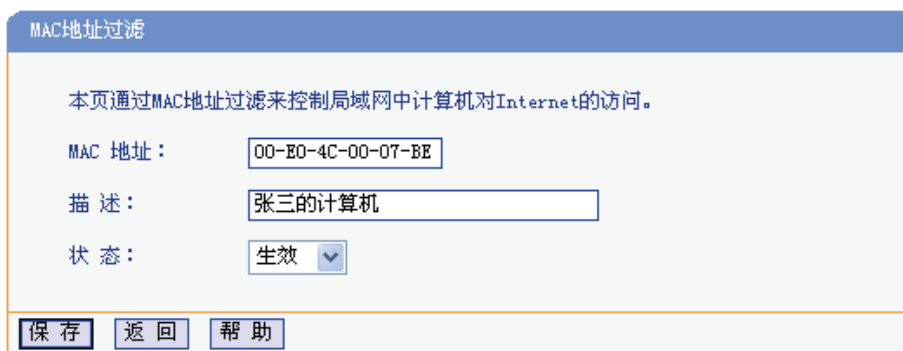 MAC地址过滤
本页通过MAC地址过滤来控制局域网中计算机对Internet的访问。
MAC 地址： 00-E0-4C-00-07-BE
描 述： 张三的计算机
状 态： 生效
保 存 返 回 帮 助